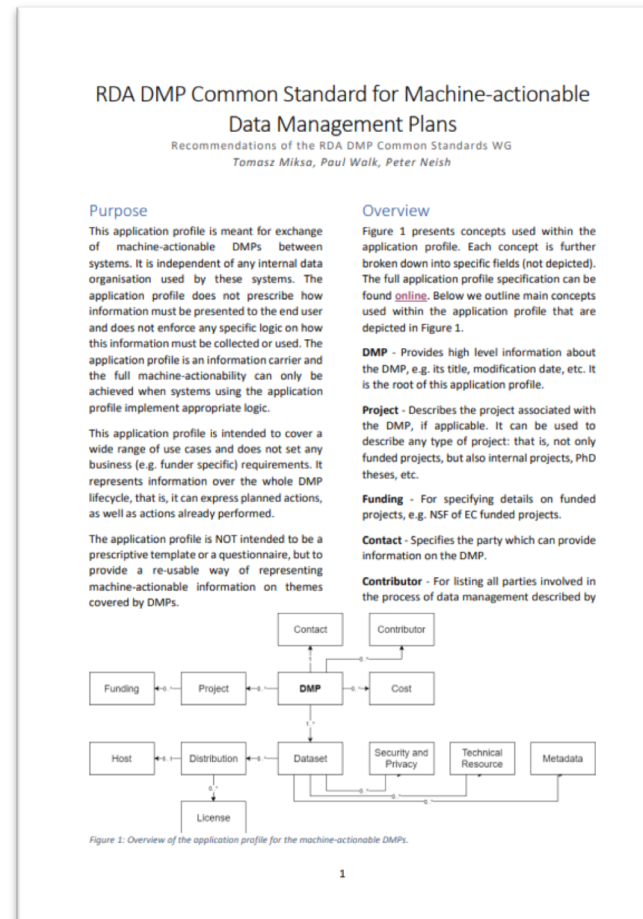 RDA DMP Common Standard for Machine-actionable
Data Management Plans
Recommendations of the RDA DMP Common Standards WG
Tomasz Miksa, Paul Walk, Peter Neish
Purpose
This application profile is meant for exchange
of machine-actionable DMPs between
systems. It is independent of any internal data
organisation used by these systems. The
application profile does not prescribe how
information must be presented to the end user
and does not enforce any specific logic on how
this information must be collected or used. The
application profile is an information carrier and
the full machine-actionability can only be
achieved when systems using the application
profile implement appropriate logic.
This application profile is intended to cover a
wide range of use cases and does not set any
business (e.g. funder specific) requirements. It
represents information over the whole DMP
lifecycle, that is, it can express planned actions,
as well as actions already performed.
The application profile is NOT intended to be a
prescriptive template or a questionnaire, but to
provide a re-usable way of representing
machine-actionable information on themes
covered by DMPs.
Overview
Figure 1 presents concepts used within the
application profile. Each concept is further
broken down into specific fields (not depicted).
The full application profile specification can be
found online. Below we outline main concepts
used within the application profile that are
depicted in Figure 1.
DMP - Provides high level information about
the DMP, e.g. its title, modification date, etc. It
is the root of this application profile.
Project - Describes the project associated with
the DMP, if applicable. It can be used to
describe any type of project: that is, not only
funded projects, but also internal projects, PhD
theses, etc.
Funding - For specifying details on funded
projects, e.g. NSF of EC funded projects.
Contact - Specifies the party which can provide
information on the DMP.
Contributor - For listing all parties involved in
the process of data management described by
Contact
Contributor
Funding
Project
DMP
Cost
Host
Distribution
Dataset
Security and
Privacy
Technical
Resource
Metadata
License
Figure 1: Overview of the application profile for the machine-actionable DMPs.
1